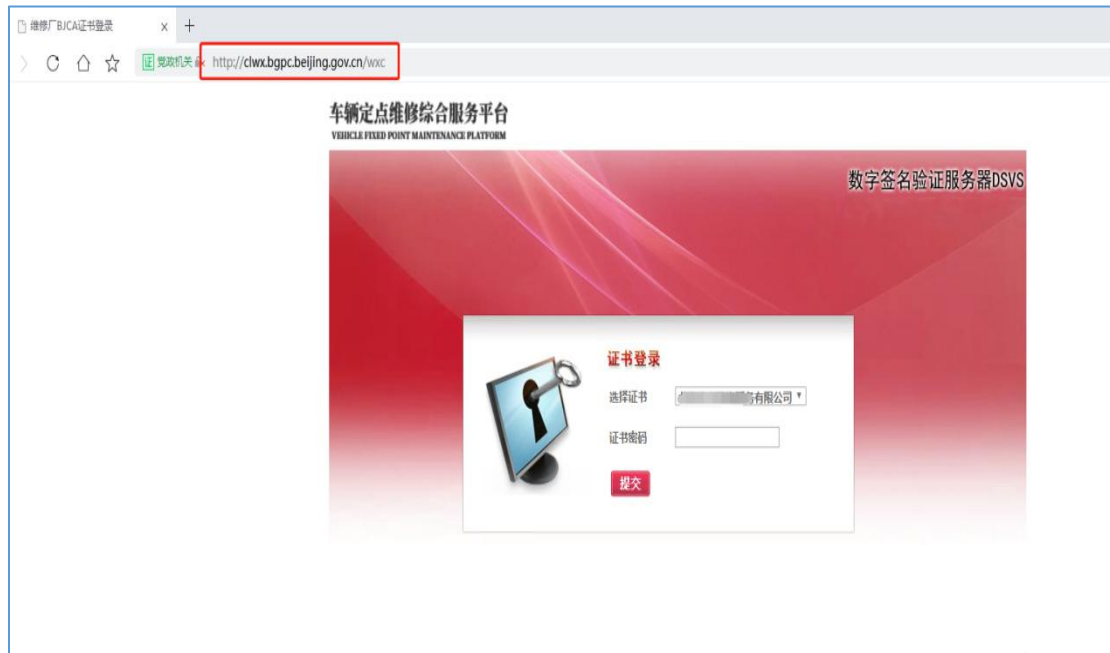 维修厂BJCA证书登录
证 党政机关 http://clwx.bgpc.beijing.gov.cn/wxc
车辆定点维修综合服务平台
VEHICLE FIXED POINT MAINTENANCE PLATFORM
数字签名验证服务器DSVS
证书登录
选择证书 服务有限公司
证书密码
提交